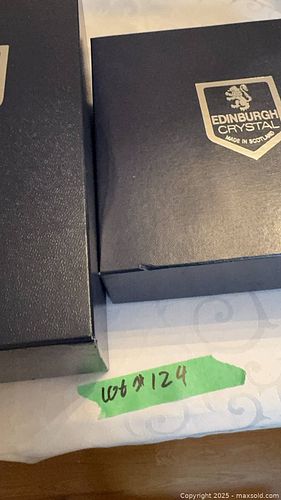 EDINBURGH
CRYSTAL
MADE IN SCOTLAND
Lot # 124
Copyright 2025 - maxsold.com